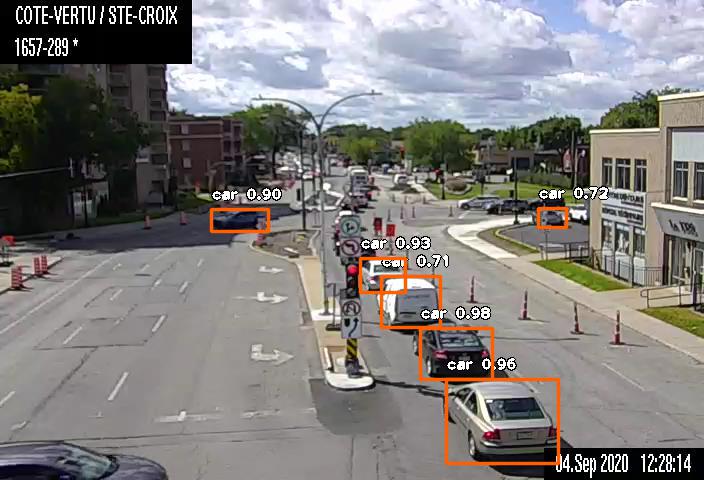 COTE-VERTU / STE-CROIX
1657-289 *
car 0.90
car 0.72
car 0.93
car 0.71
car 0.98
car 0.96
04.Sep 2020 12:28:14